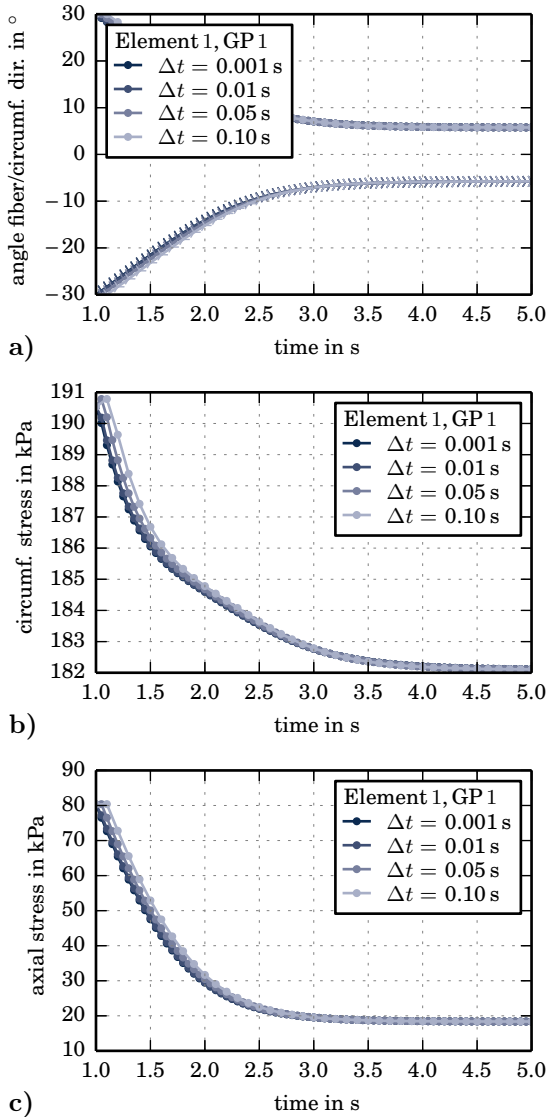 angle fiber/circumf. dir. in °
30
20
10
0
−10
−20
−30
Element 1, GP 1
Δt = 0.001 s
Δt = 0.01 s
Δt = 0.05 s
Δt = 0.10 s
1.0 1.5 2.0 2.5 3.0 3.5 4.0 4.5 5.0
time in s
a)
circumf. stress in kPa
191
190
189
188
187
186
185
184
183
182
Element 1, GP 1
Δt = 0.001 s
Δt = 0.01 s
Δt = 0.05 s
Δt = 0.10 s
1.0 1.5 2.0 2.5 3.0 3.5 4.0 4.5 5.0
time in s
b)
axial stress in kPa
90
80
70
60
50
40
30
20
10
Element 1, GP 1
Δt = 0.001 s
Δt = 0.01 s
Δt = 0.05 s
Δt = 0.10 s
1.0 1.5 2.0 2.5 3.0 3.5 4.0 4.5 5.0
time in s
c)